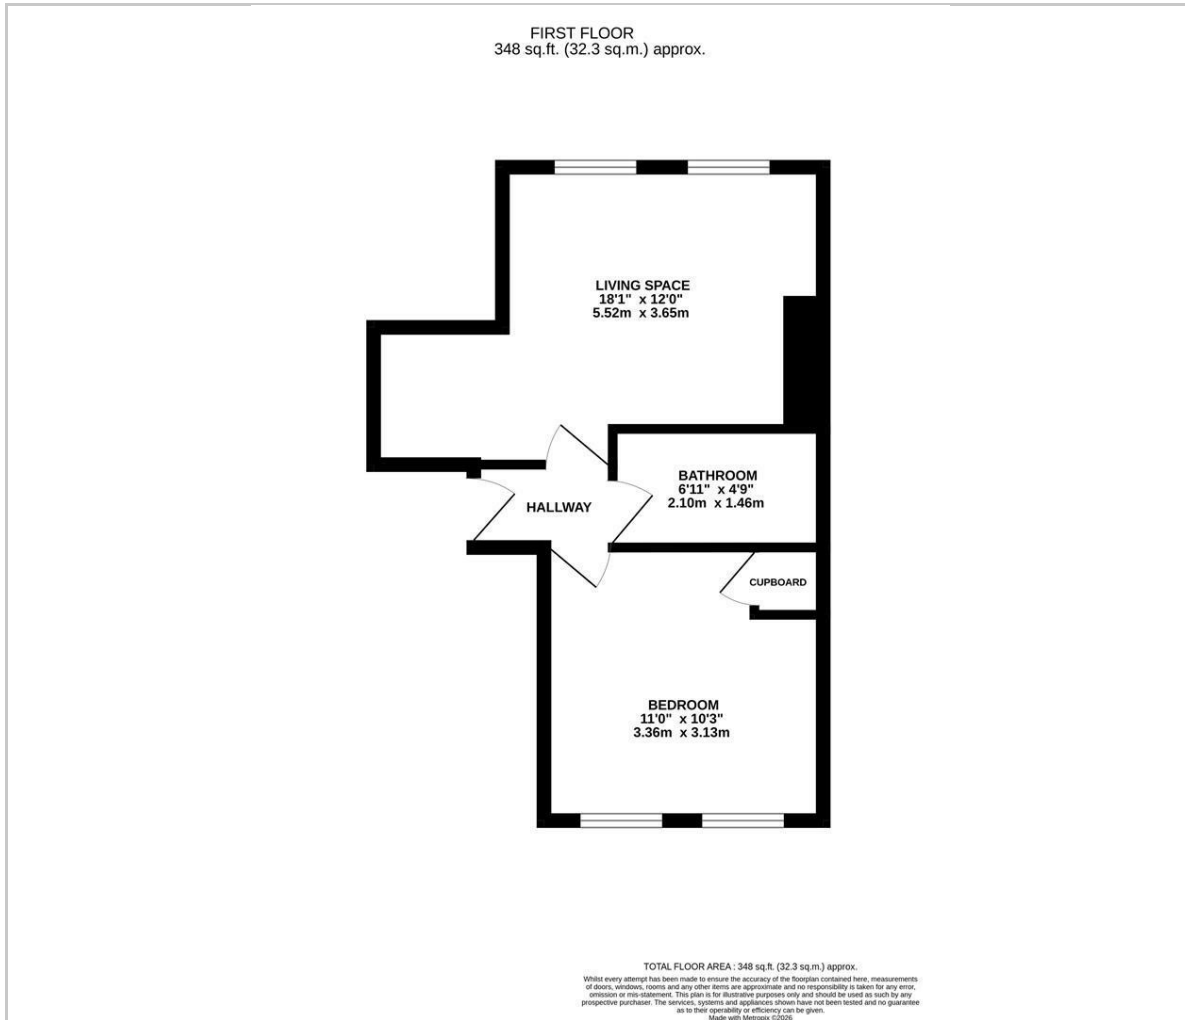 FIRST FLOOR
348 sq.ft. (32.3 sq.m.) approx.
LIVING SPACE
18'1" x 12'0"
5.52m x 3.65m
BATHROOM
6'11" x 4'9"
2.10m x 1.46m
HALLWAY
CUPBOARD
BEDROOM
11'0" x 10'3"
3.36m x 3.13m
TOTAL FLOOR AREA : 348 sq.ft. (32.3 sq.m.) approx.
Whilst every attempt has been made to ensure the accuracy of the floorplan contained here, measurements
of doors, windows, rooms and any other items are approximate and no responsibility is taken for any error,
omission or mis-statement. This plan is for illustrative purposes only and should be used as such by any
prospective purchaser. The services, systems and appliances shown have not been tested and no guarantee
as to their operability or efficiency can be given.
Made with Metropix ©2026